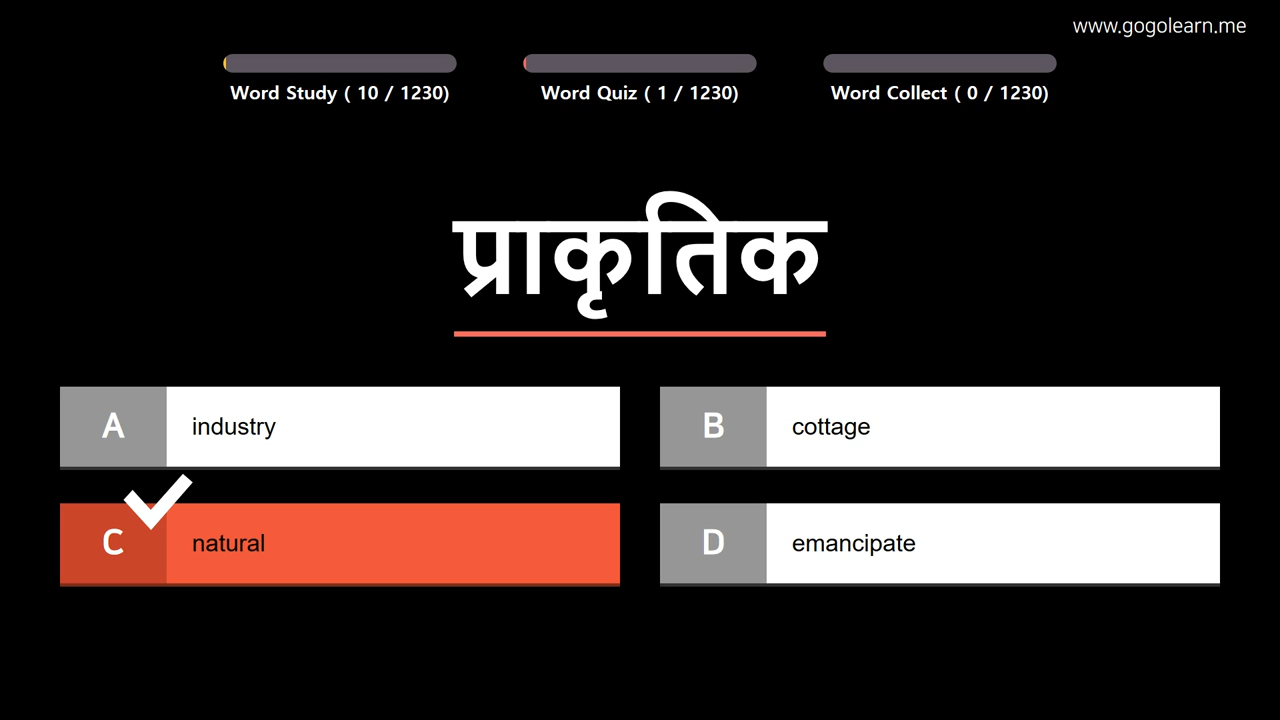 www.gogolearn.me
Word Study ( 10 / 1230)
Word Quiz ( 1 / 1230)
Word Collect ( 0 / 1230)
प्राकृतिक
A industry
B cottage
C natural
D emancipate